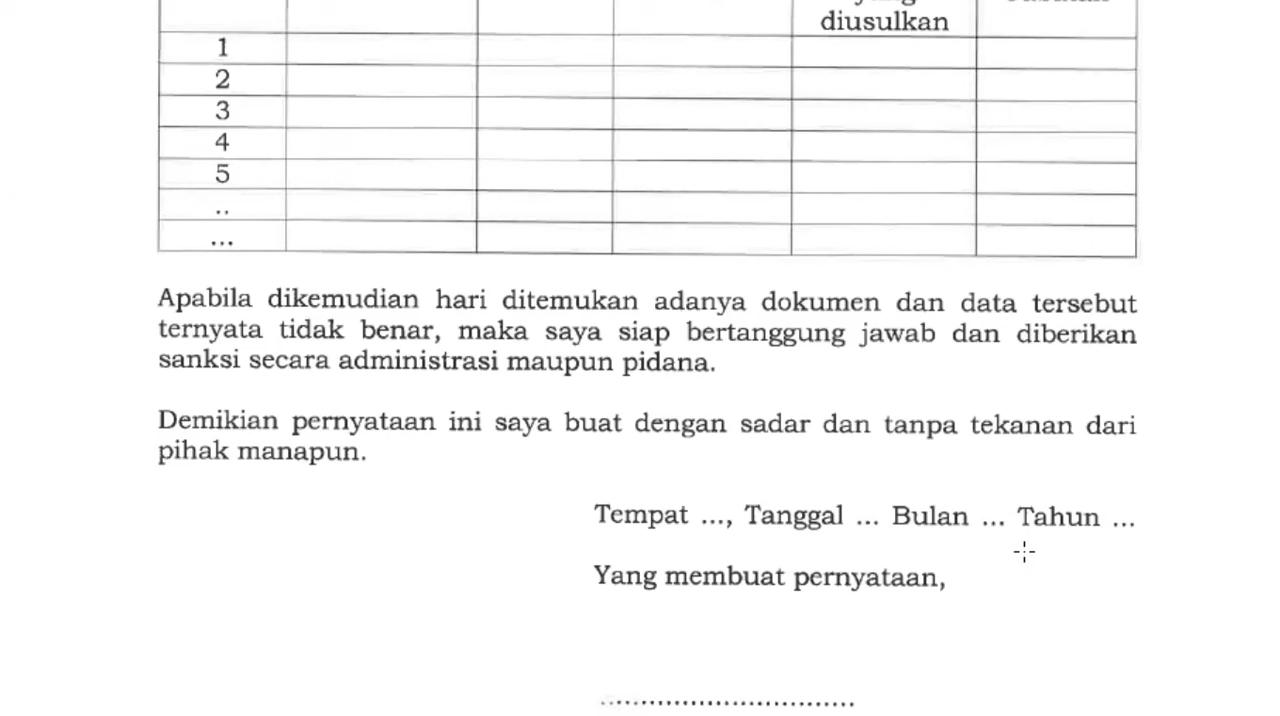 diusulkan
1
2
3
4
5
..
...
Apabila dikemudian hari ditemukan adanya dokumen dan data tersebut
ternyata tidak benar, maka saya siap bertanggung jawab dan diberikan
sanksi secara administrasi maupun pidana.
Demikian pernyataan ini saya buat dengan sadar dan tanpa tekanan dari
pihak manapun.
Tempat ..., Tanggal ... Bulan ... Tahun ...
Yang membuat pernyataan,
...............................